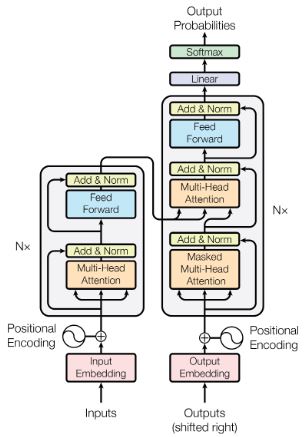 Output
Probabilities
Softmax
Linear
Add & Norm
Feed
Forward
Add & Norm
Multi-Head
Attention
Add & Norm
Masked
Multi-Head
Attention
N×
Positional
Encoding
Output
Embedding
Outputs
(shifted right)
Add & Norm
Feed
Forward
Add & Norm
Multi-Head
Attention
N×
Positional
Encoding
Input
Embedding
Inputs